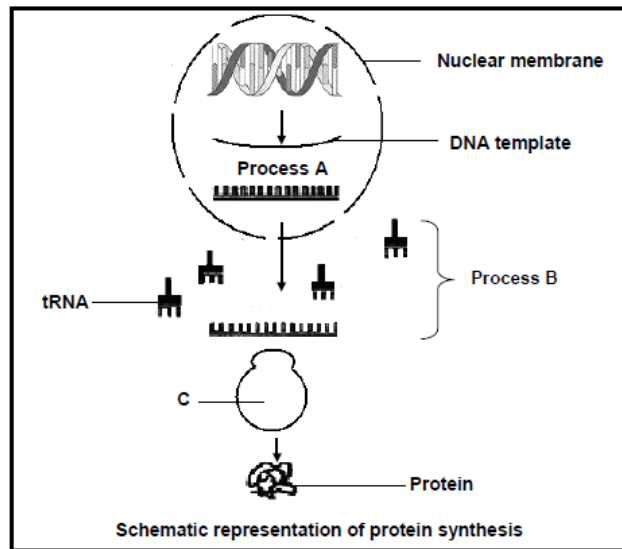 Nuclear membrane
DNA template
Process A
Process B
tRNA
C
Protein
Schematic representation of protein synthesis